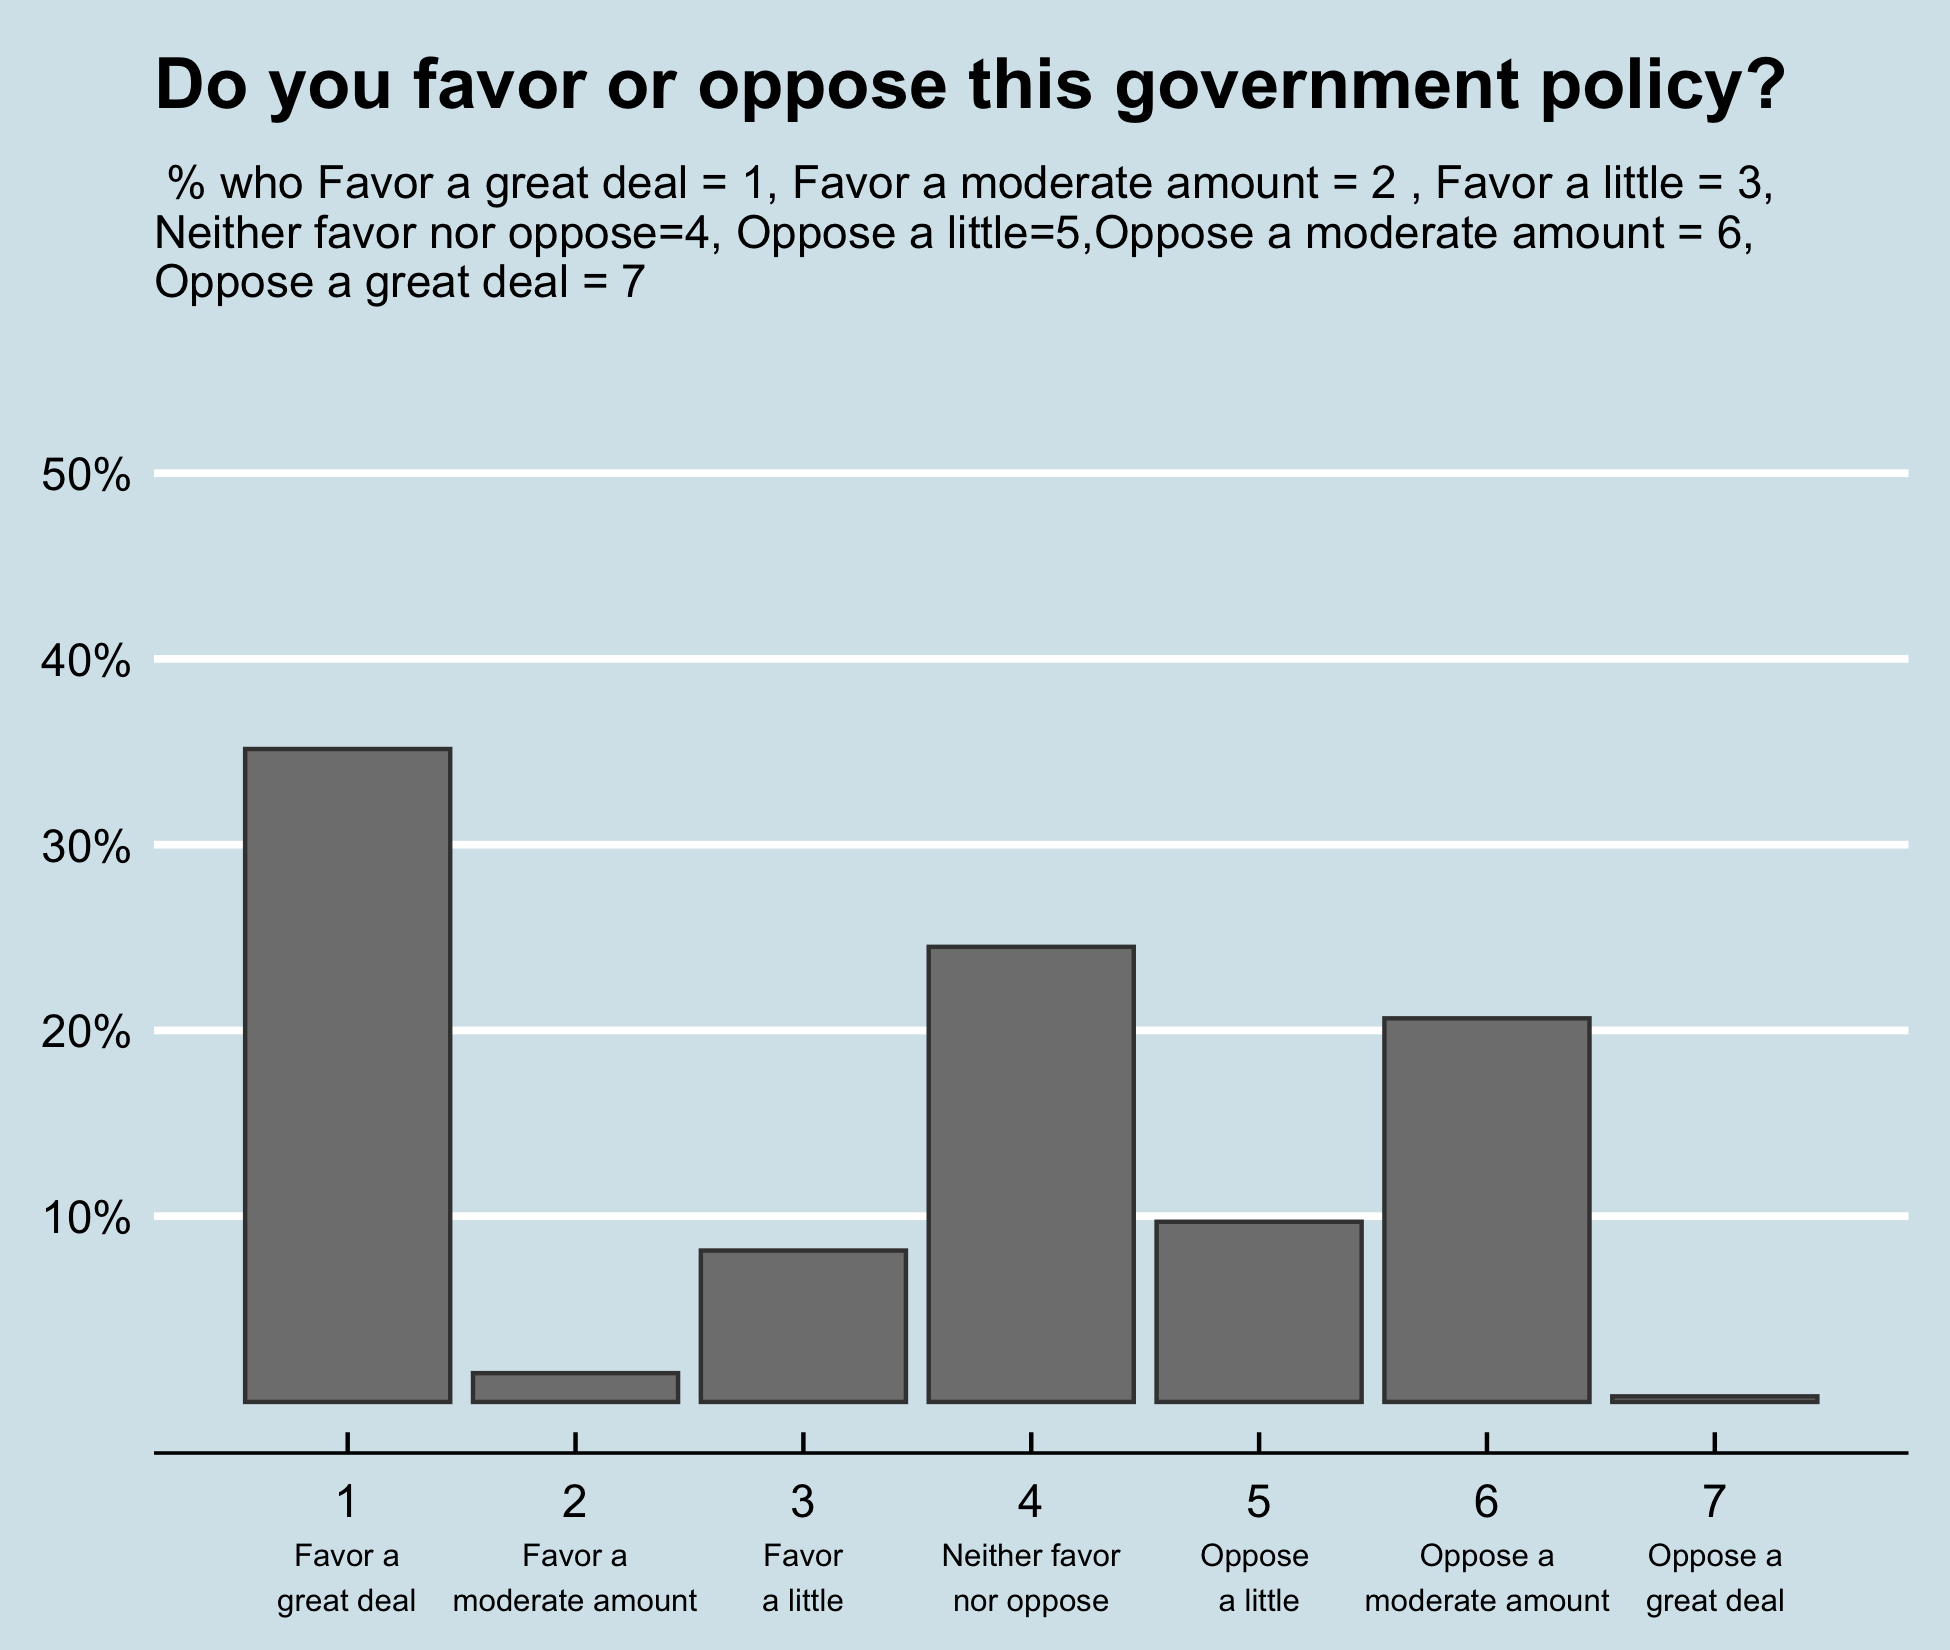 Do you favor or oppose this government policy?
% who Favor a great deal = 1, Favor a moderate amount = 2 , Favor a little = 3,
Neither favor nor oppose=4, Oppose a little=5,Oppose a moderate amount = 6,
Oppose a great deal = 7
50%
40%
30%
20%
10%
1 2 3 4 5 6 7
Favor a Favor a Favor Neither favor Oppose Oppose a Oppose a
great deal moderate amount a little nor oppose a little moderate amount great deal